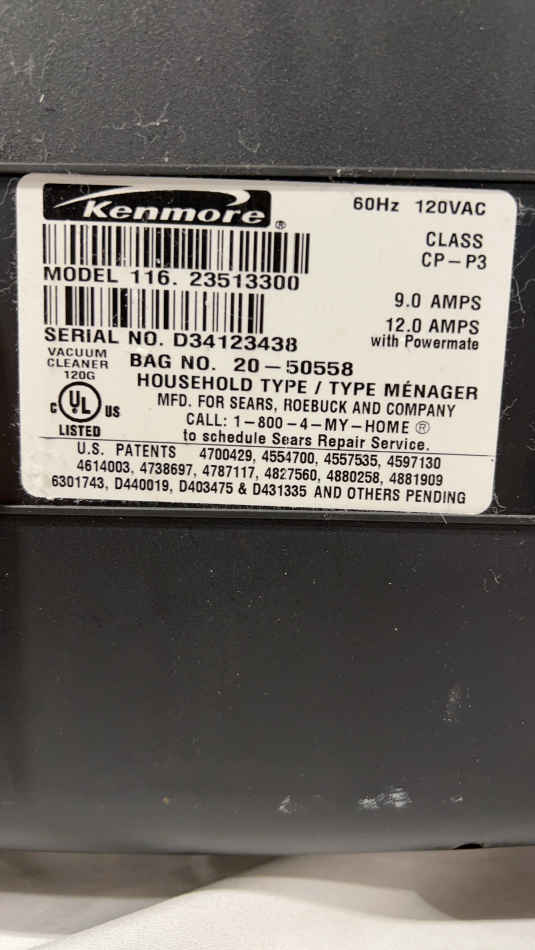 Kenmore ®
60Hz 120VAC
CLASS
CP-P3
MODEL 116. 23513300
9.0 AMPS
12.0 AMPS
with Powermate
SERIAL NO. D34123438
VACUUM
CLEANER
120G
BAG NO. 20-50558
HOUSEHOLD TYPE / TYPE MÉNAGER
MFD. FOR SEARS, ROEBUCK AND COMPANY
CALL: 1-800-4-MY-HOME ®
to schedule Sears Repair Service.
C UL US
LISTED
U.S. PATENTS 4700429, 4554700, 4557535, 4597130
4614003, 4738697, 4787117, 4827560, 4880258, 4881909
6301743, D440019, D403475 & D431335 AND OTHERS PENDING